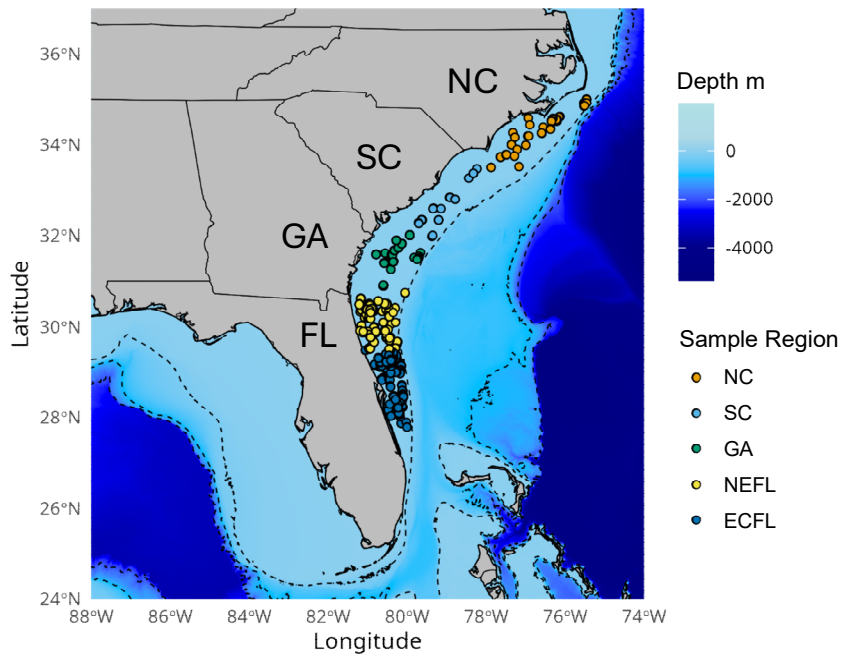 36°N
34°N
32°N
30°N
28°N
26°N
24°N
Latitude
NC
SC
GA
FL
88°W 86°W 84°W 82°W 80°W 78°W 76°W 74°W
Longitude
Depth m
0
-2000
-4000
Sample Region
NC
SC
GA
NEFL
ECFL